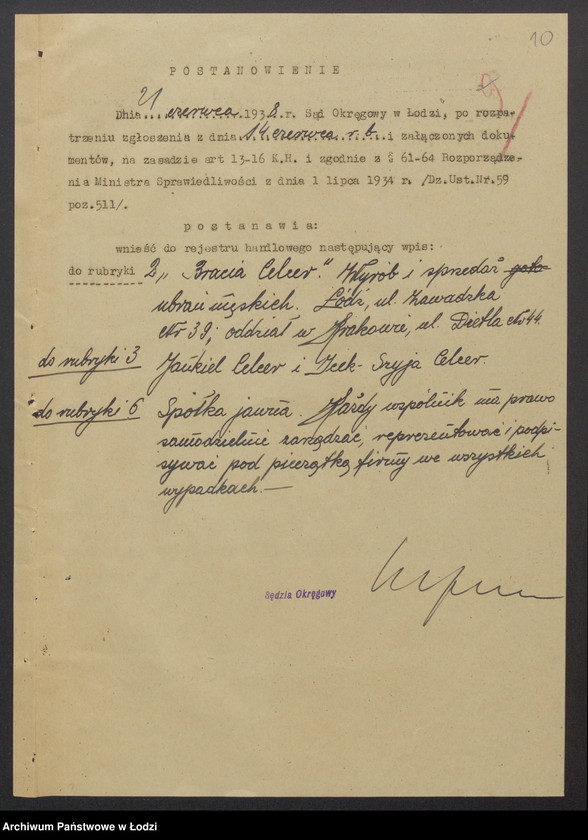 10
POSTANOWIENIE
Dnia 21 czerwca 1938 r. Sąd Okręgowy w Łodzi, po rozpa-
trzeniu zgłoszenia z dnia 14 czerwca r. b. i załączonych doku-
mentów, na zasadzie art 13-16 K.H. i zgodnie z § 61-64 Rozporządze-
nia Ministra Sprawiedliwości z dnia 1 lipca 1934 r. /Dz.Ust.Nr.59
poz.511/.
postanawia:
wnieść do rejestru handlowego następujący wpis:
do rubryki 2 „Bracia Celcer." Wyrób i sprzedaż goto
ubrań męskich. Łódź, ul. Zawadzka
Nr 39; oddział w Krakowie, ul. Dietla Nr 44.
do rubryki 3 Jankiel Celcer i Icek-Szyja Celcer.
do rubryki 6 Spółka jawna. Każdy wspólnik ma prawo
samodzielnie zarządzać, reprezentować i podpi-
sywać pod pieczątką firmy we wszystkich
wypadkach.—
Sędzia Okręgowy
Archiwum Państwowe w Łodzi